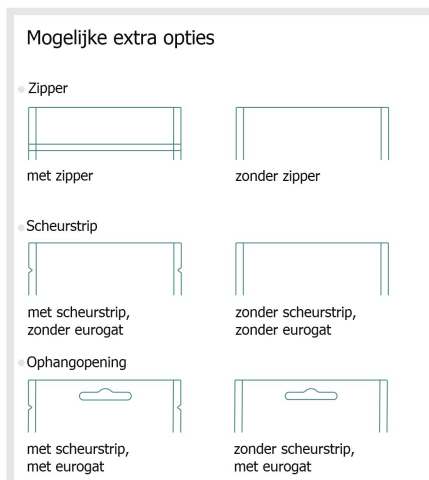 Mogelijke extra opties
Zipper
met zipper
zonder zipper
Scheurstrip
met scheurstrip,
zonder eurogat
zonder scheurstrip,
zonder eurogat
Ophangopening
met scheurstrip,
met eurogat
zonder scheurstrip,
met eurogat